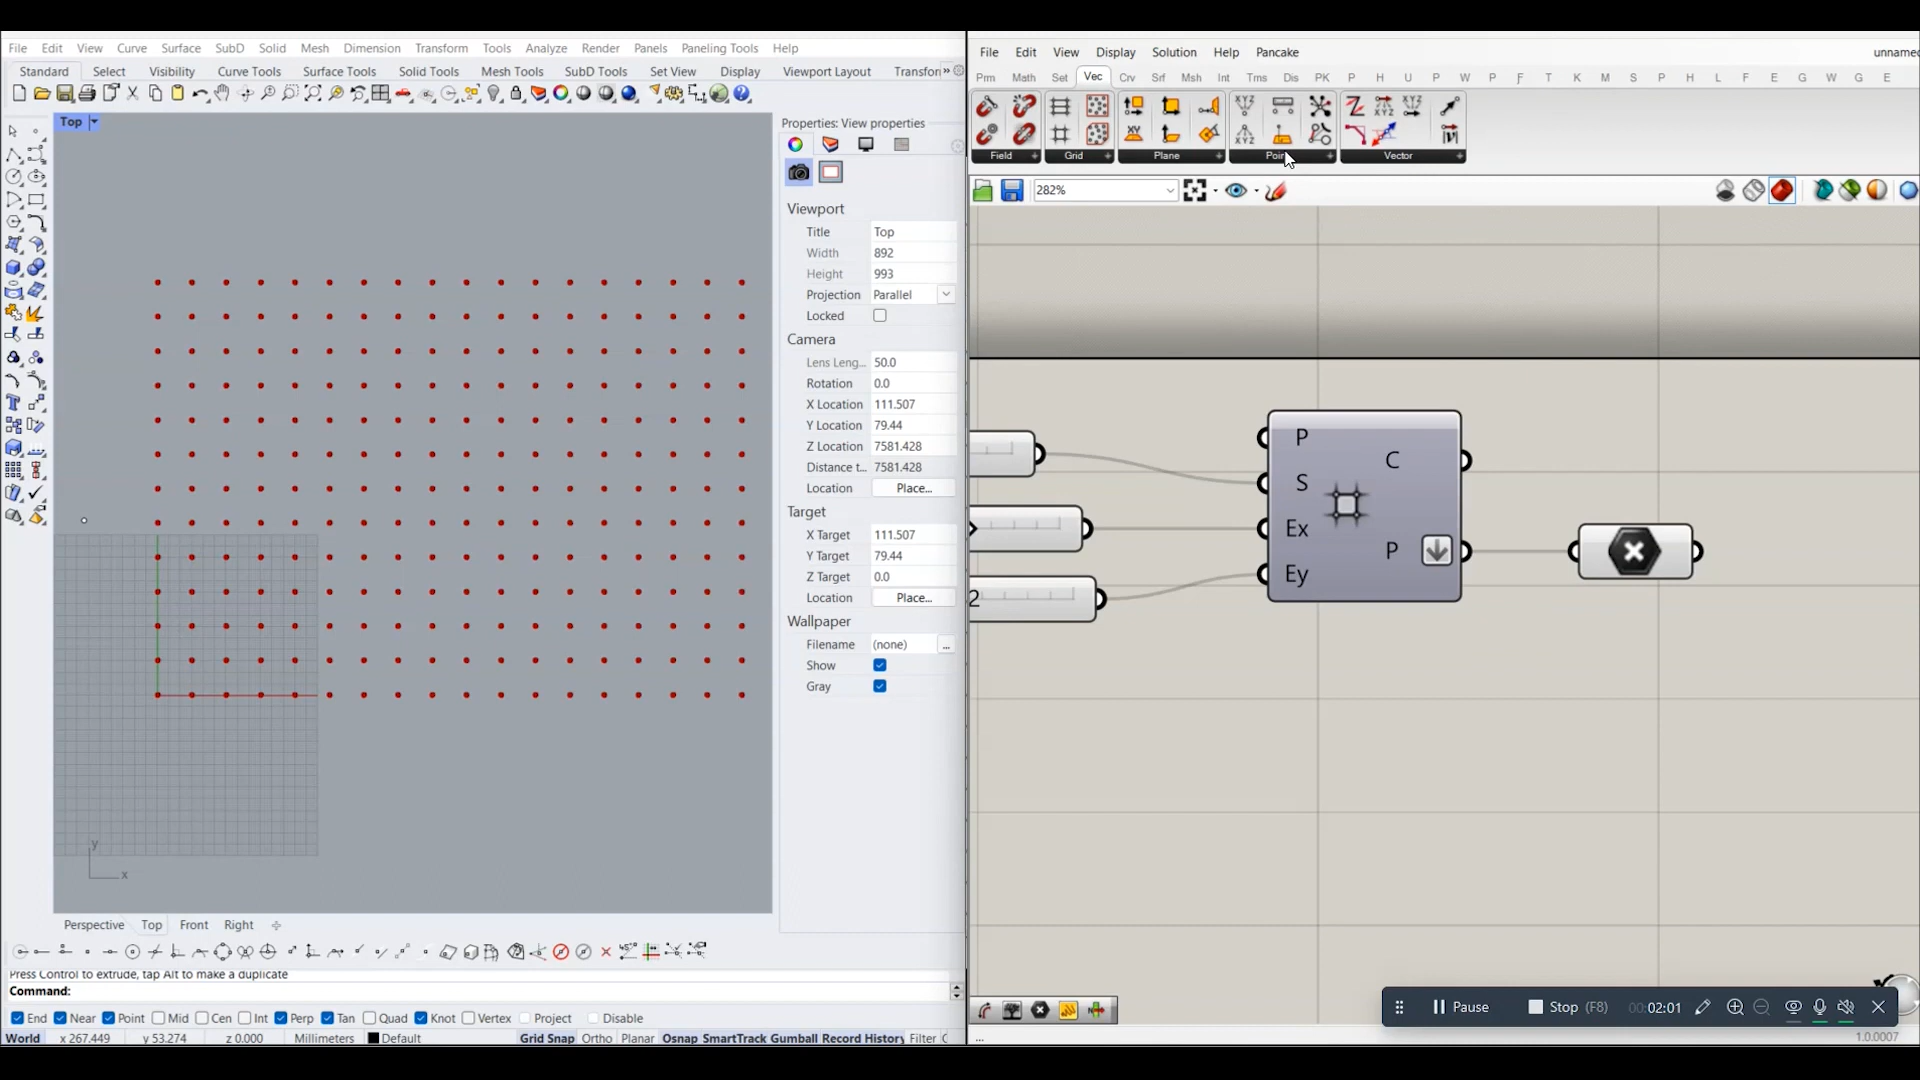 File Edit View Curve Surface SubD Solid Mesh Dimension Transform Tools Analyze Render Panels Paneling Tools Help
Standard Select Visibility Curve Tools Surface Tools Solid Tools Mesh Tools SubD Tools Set View Display Viewport Layout Transfor
Top
Properties: View properties
Viewport
Title Top
Width 892
Height 993
Projection Parallel
Locked
Camera
Lens Leng... 50.0
Rotation 0.0
X Location 111.507
Y Location 79.44
Z Location 7581.428
Distance t... 7581.428
Location Place...
Target
X Target 111.507
Y Target 79.44
Z Target 0.0
Location Place...
Wallpaper
Filename (none) ...
Show
Gray
y
x
Perspective Top Front Right
Press Control to extrude, tap Alt to make a duplicate
Command:
End Near Point Mid Cen Int Perp Tan Quad Knot Vertex Project Disable
World x 267.449 y 53.274 z 0.000 Millimeters Default Grid Snap Ortho Planar Osnap SmartTrack Gumball Record History Filter
File Edit View Display Solution Help Pancake unnamed
Prm Math Set Vec Crv Srf Msh Int Tms Dis PK P H U P W P F T K R M S P H L F E G W G E
Field Grid Plane Poin Vector
282%
P
S
Ex
Ey
C
P
2
Pause Stop (F8) 00:02:01
...
1.0.0007